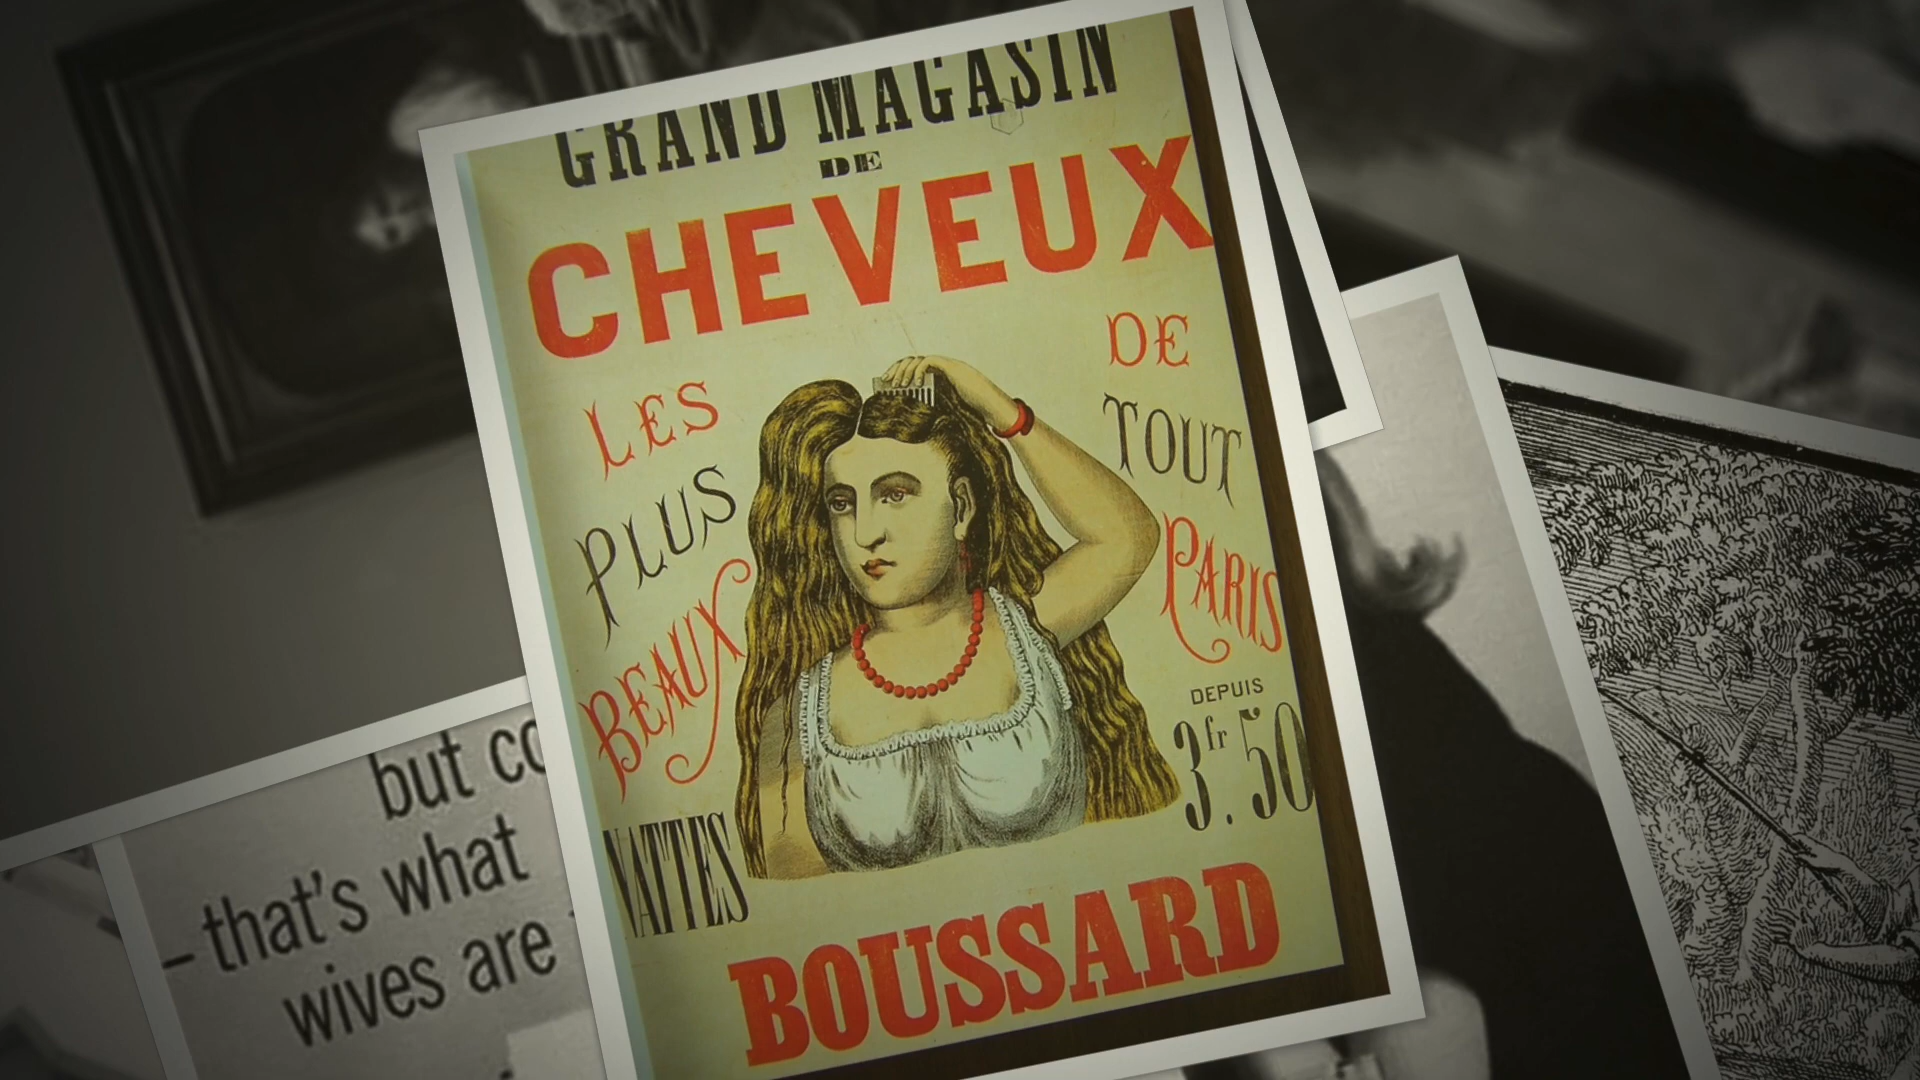 GRAND MAGASIN
DE
CHEVEUX
LES
PLUS
BEAUX
DE
TOUT
PARIS
NATTES
DEPUIS
3fr.50
BOUSSARD
but
– that's what
wives are